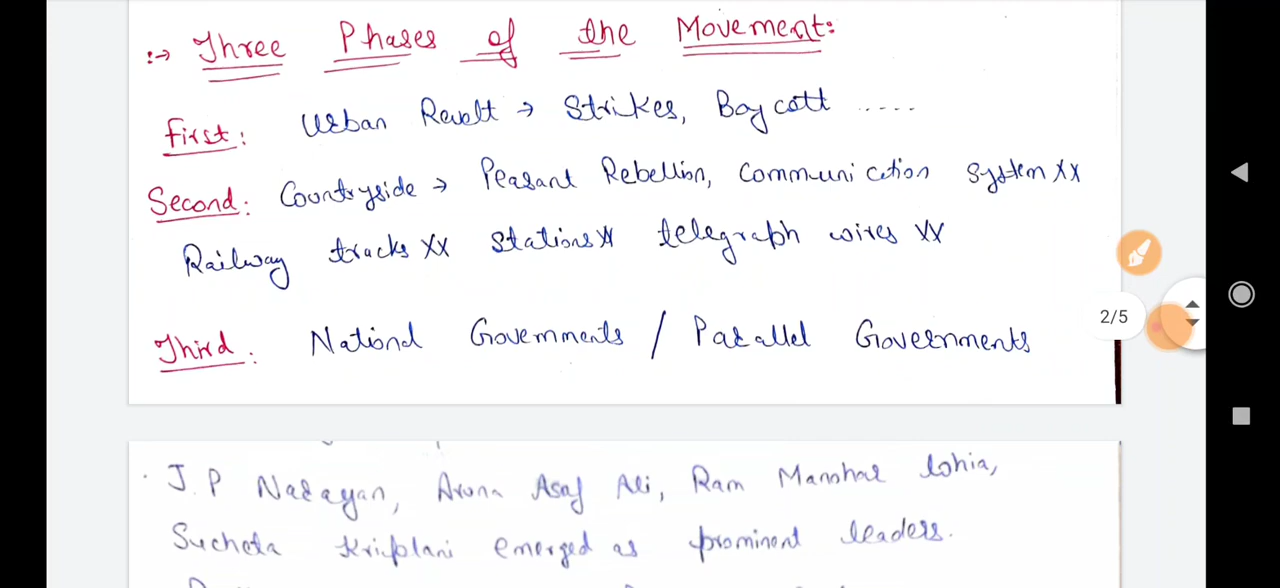 :→ Three Phases of the Movement:
First: Urban Revolt → Strikes, Boycott .....
Second: Countryside → Peasant Rebellion, Communication System XX
Railway tracks XX Stations XX telegraph wires XX
Third: National Governments / Parallel Governments
2/5
. J.P Narayan, Aruna Asaf Ali, Ram Manohar lohia,
Sucheta Kriplani emerged as prominent leaders.